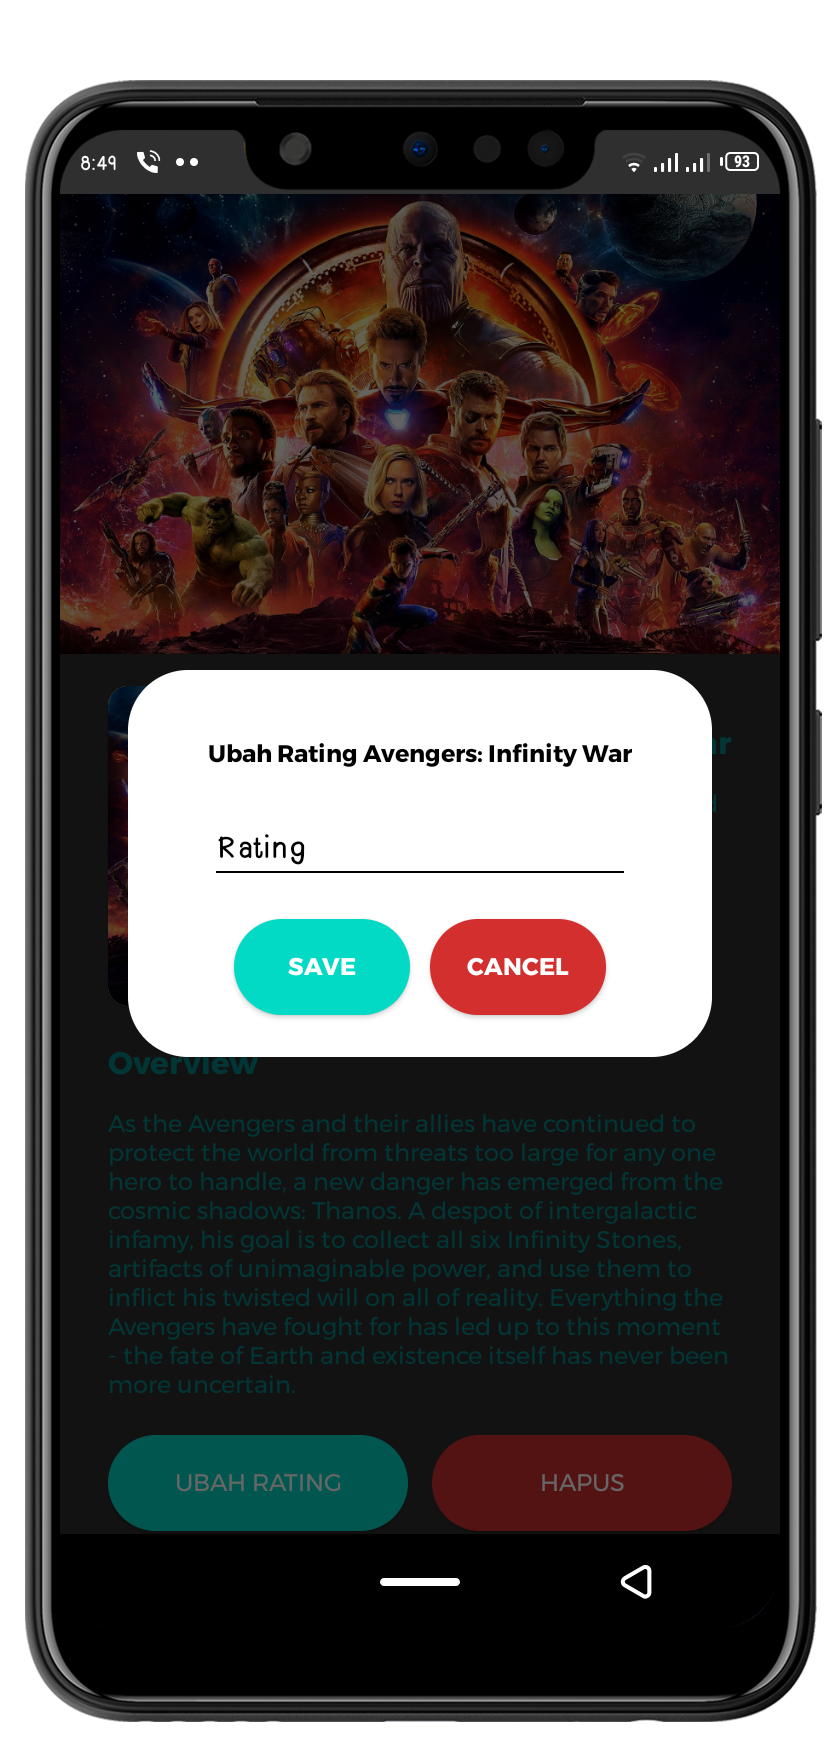 8:49
93
Ubah Rating Avengers: Infinity War
Rating
SAVE CANCEL
Overview
As the Avengers and their allies have continued to
protect the world from threats too large for any one
hero to handle, a new danger has emerged from the
cosmic shadows: Thanos. A despot of intergalactic
infamy, his goal is to collect all six Infinity Stones,
artifacts of unimaginable power, and use them to
inflict his twisted will on all of reality. Everything the
Avengers have fought for has led up to this moment
- the fate of Earth and existence itself has never been
more uncertain.
UBAH RATING HAPUS